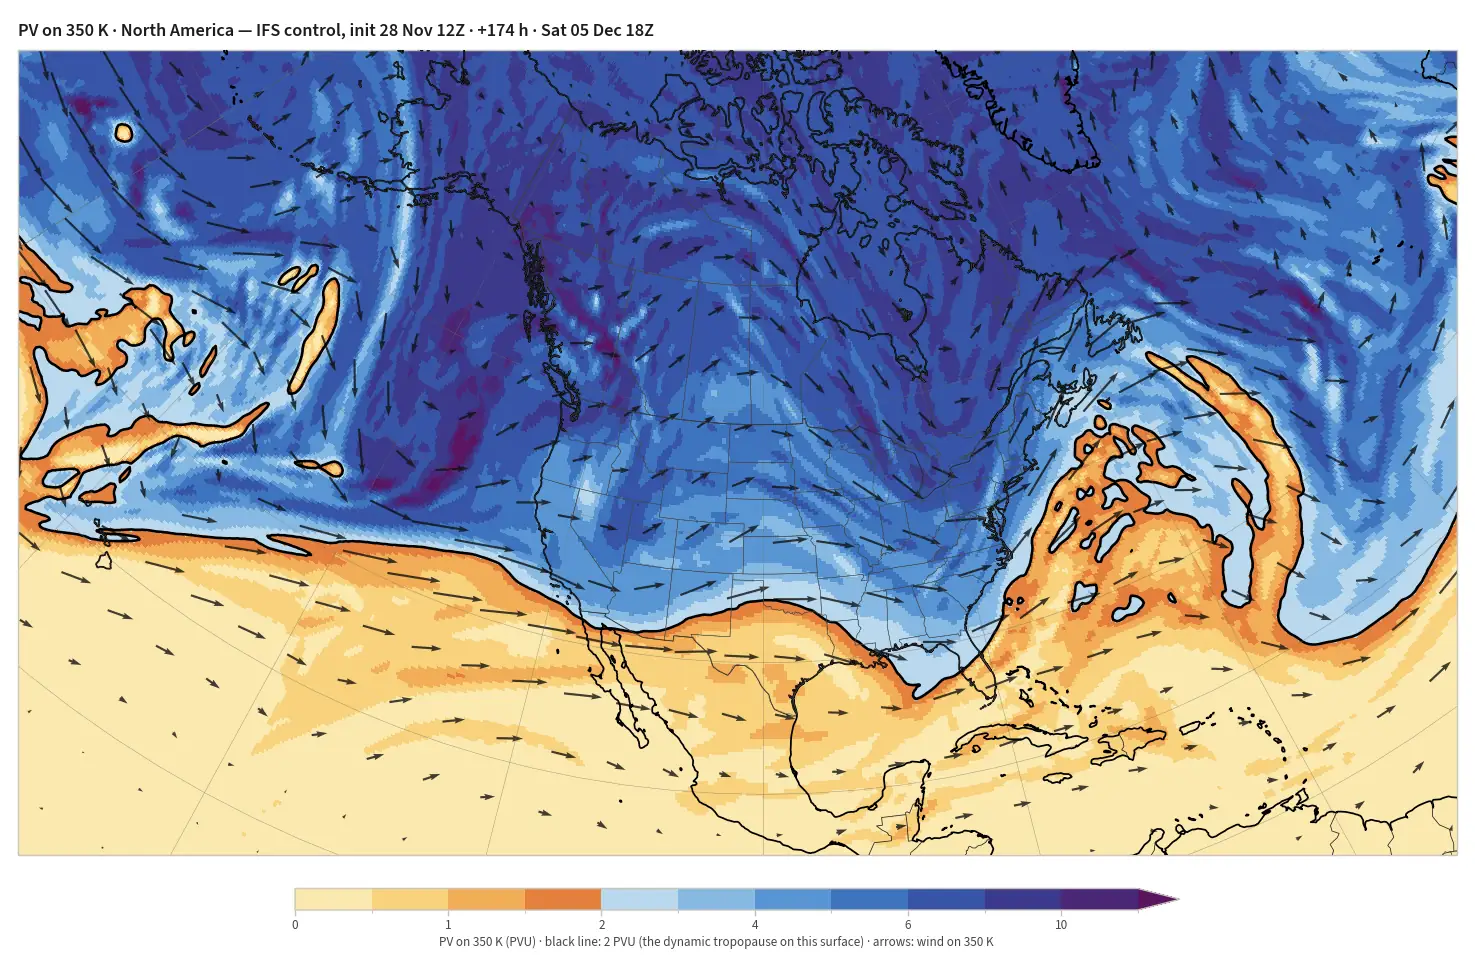 PV on 350 K · North America — IFS control, init 28 Nov 12Z · +174 h · Sat 05 Dec 18Z
0 1 2 4 6 10
PV on 350 K (PVU) · black line: 2 PVU (the dynamic tropopause on this surface) · arrows: wind on 350 K